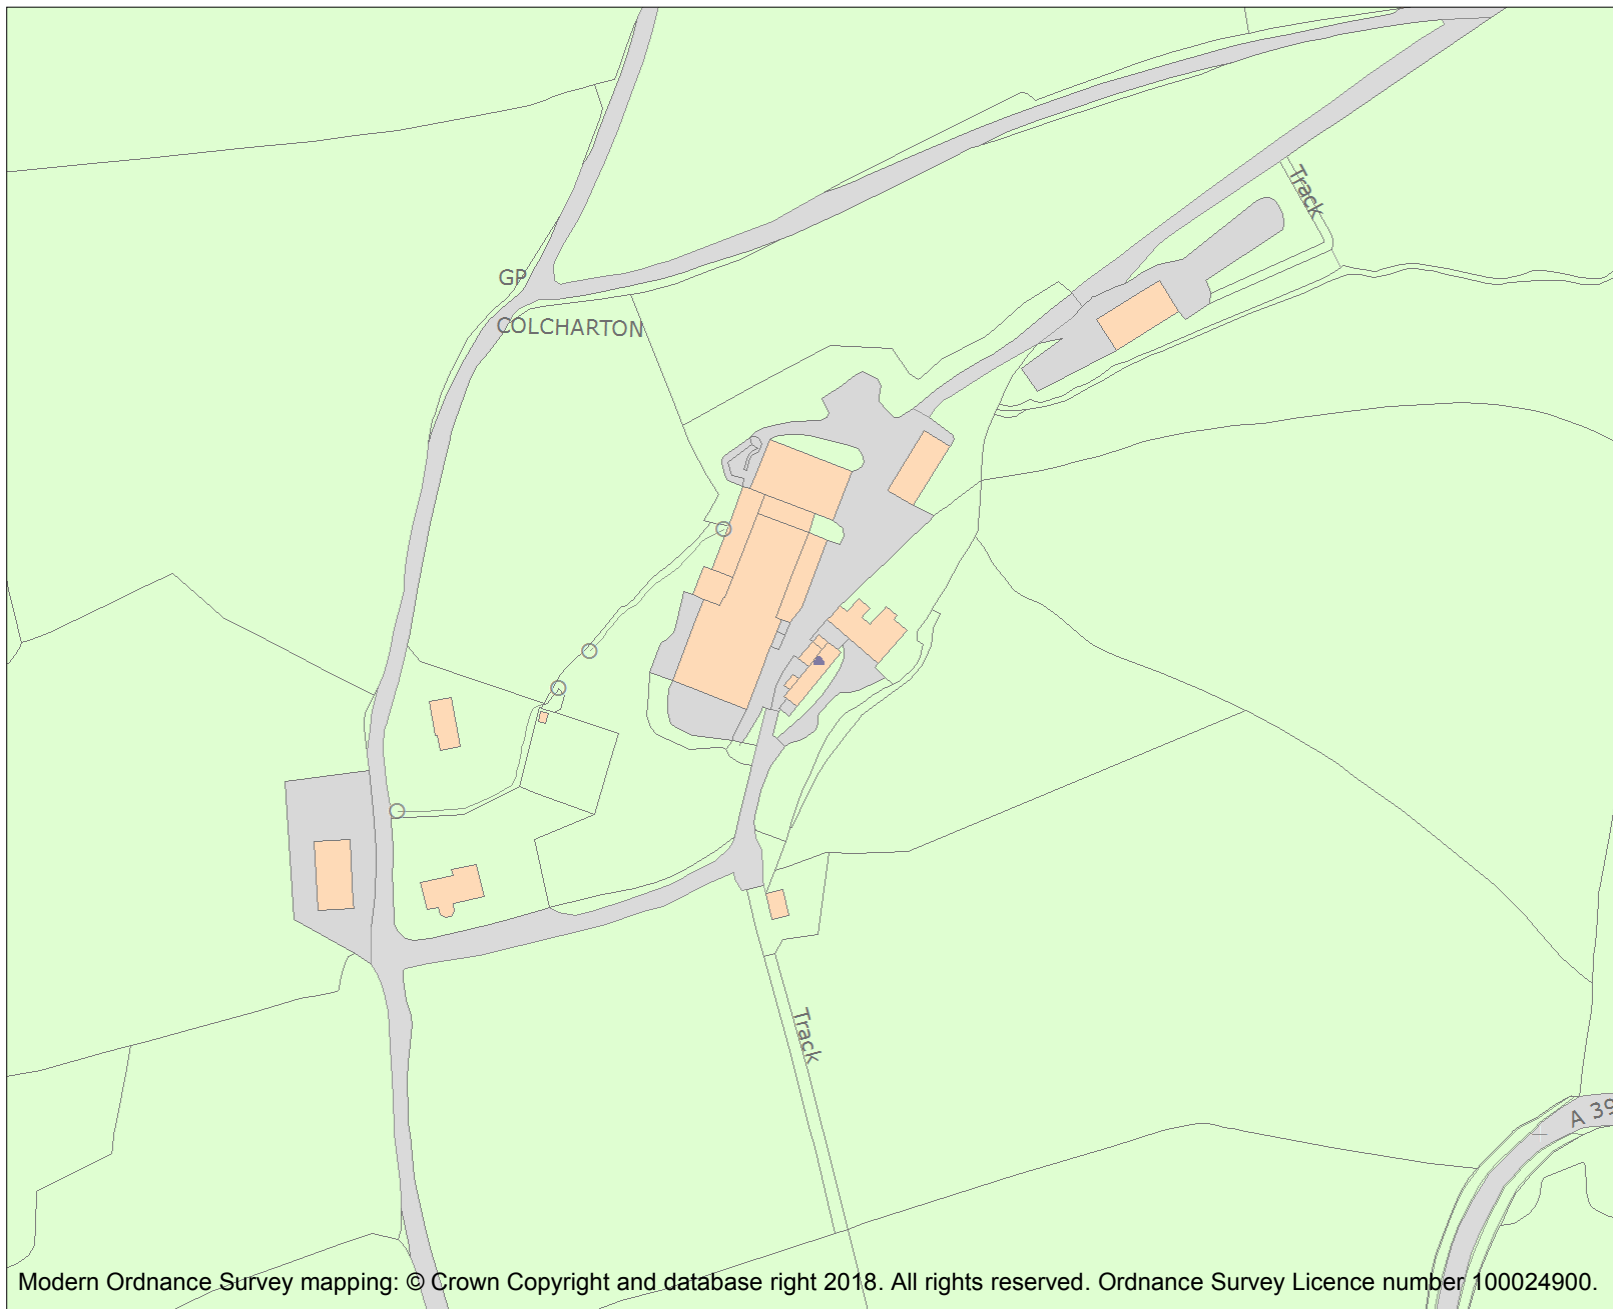 Track
GP
COLCHARTON
Track
A 39
Modern Ordnance Survey mapping: © Crown Copyright and database right 2018. All rights reserved. Ordnance Survey Licence number 100024900.